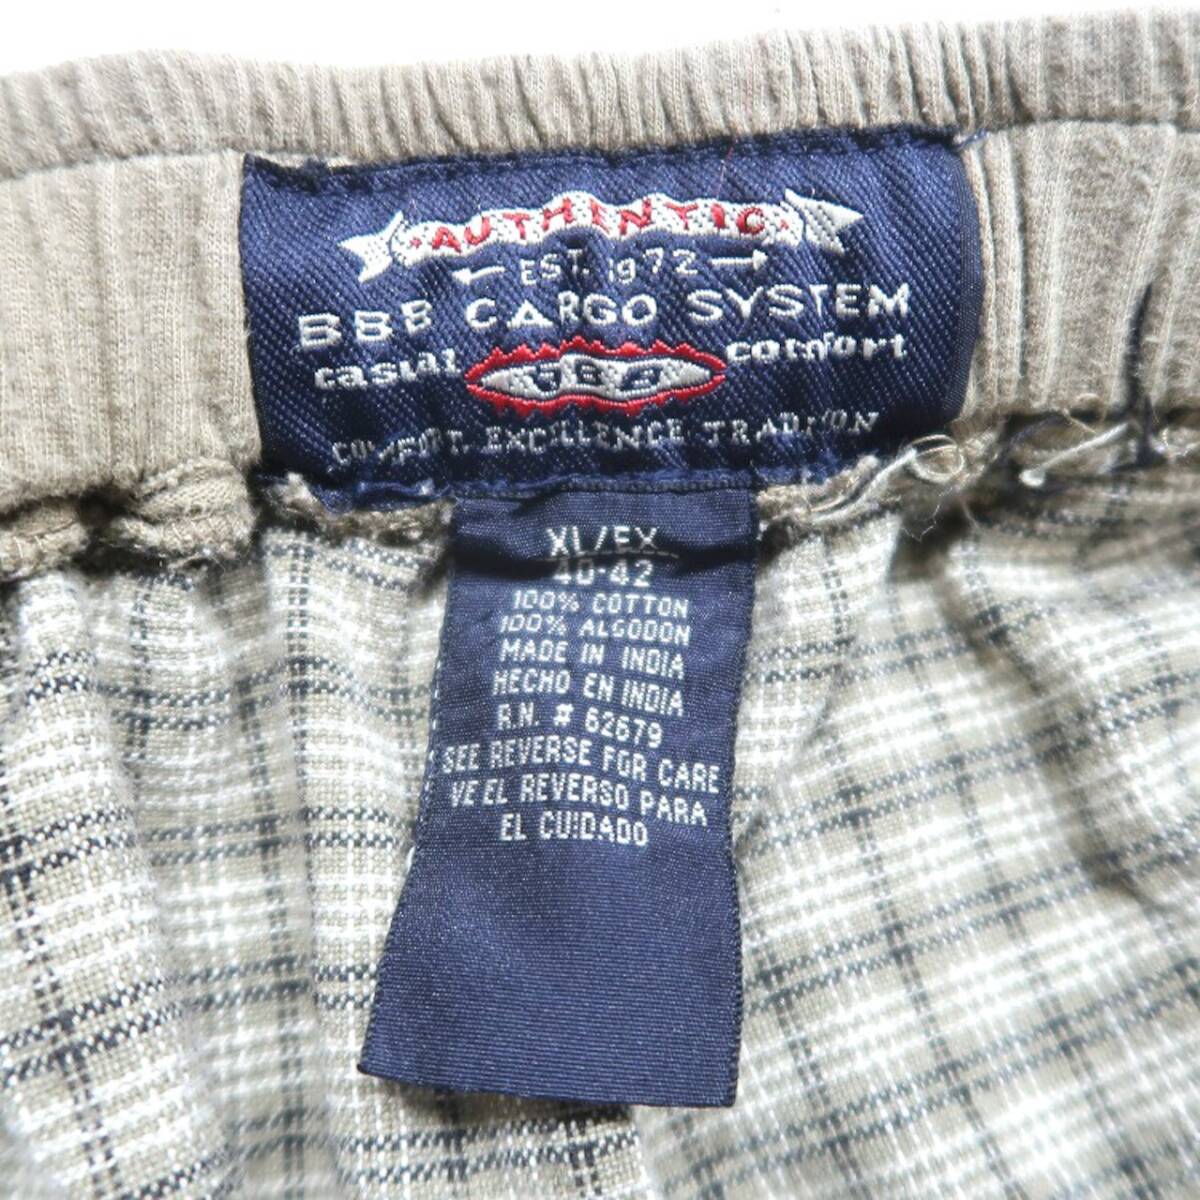 AUTHENTIC
EST. 1972
BBB CARGO SYSTEM
casual BBB comfort
COMFORT. EXCELLENCE TRADITION
XL/EX
40-42
100% COTTON
100% ALGODON
MADE IN INDIA
HECHO EN INDIA
R.N. # 62679
SEE REVERSE FOR CARE
VE EL REVERSO PARA
EL CUIDADO